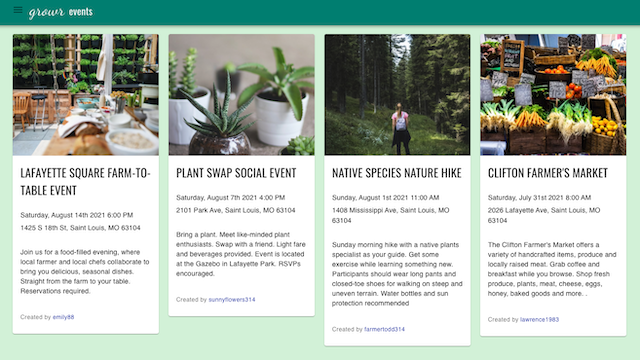 growr events
LAFAYETTE SQUARE FARM-TO-
TABLE EVENT
Saturday, August 14th 2021 6:00 PM
1425 S 18th St, Saint Louis, MO 63104
Join us for a food-filled evening, where
local farmer and local chefs collaborate to
bring you delicious, seasonal dishes.
Straight from the farm to your table.
Reservations required.
Created by emily88
PLANT SWAP SOCIAL EVENT
Saturday, August 7th 2021 4:00 PM
2101 Park Ave, Saint Louis, MO 63104
Bring a plant. Meet like-minded plant
enthusiasts. Swap with a friend. Light fare
and beverages provided. Event is located
at the Gazebo in Lafayette Park. RSVPs
encouraged.
Created by sunnyflowers314
NATIVE SPECIES NATURE HIKE
Sunday, August 1st 2021 11:00 AM
1408 Mississippi Ave, Saint Louis, MO
63104
Sunday morning hike with a native plants
specialist as your guide. Get some
exercise while learning something new.
Participants should wear long pants and
closed-toe shoes for walking on steep and
uneven terrain. Water bottles and sun
protection recommended
Created by farmertodd314
CLIFTON FARMER'S MARKET
Saturday, July 31st 2021 8:00 AM
2026 Lafayette Ave, Saint Louis, MO
63104
The Clifton Farmer's Market offers a
variety of handcrafted items, produce and
locally raised meat. Grab coffee and
breakfast while you browse. Shop fresh
produce, plants, meat, cheese, eggs,
honey, baked goods and more. .
Created by lawrence1983